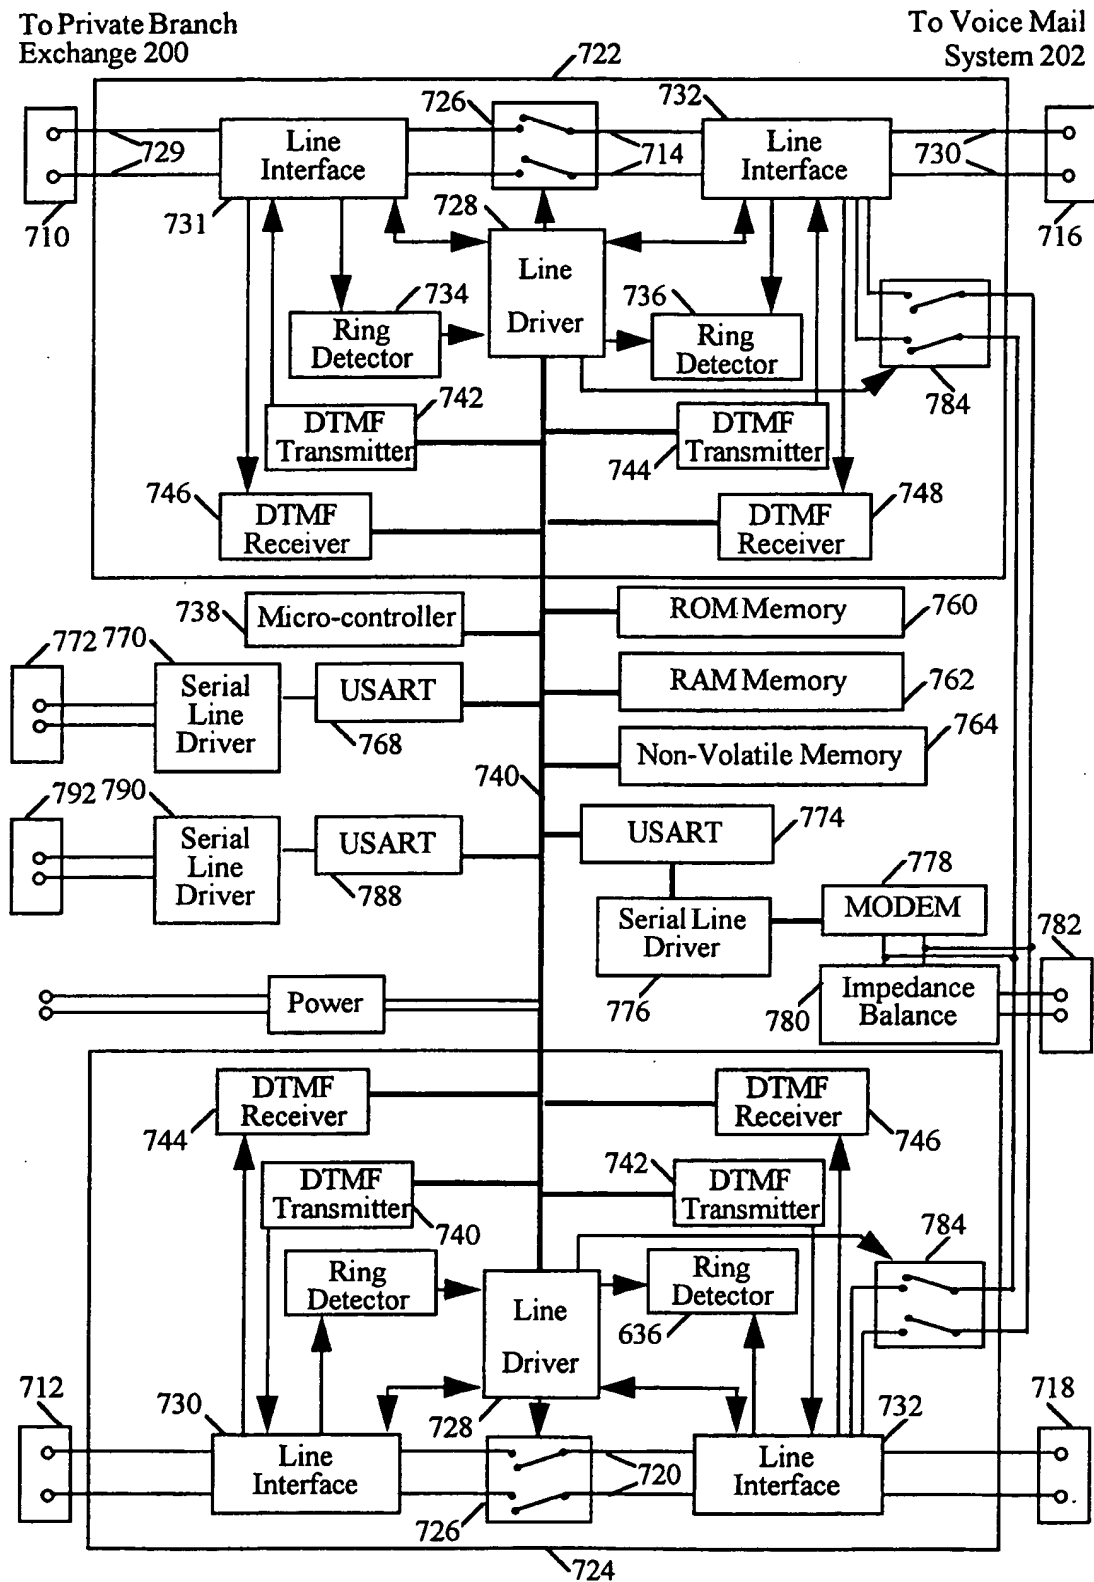 To Private Branch
Exchange 200
To Voice Mail
System 202
722
726
732
Line
Interface
Line
Interface
729
714
730
710
731
728
716
Line
Driver
734
736
Ring
Detector
Ring
Detector
784
742
DTMF
Transmitter
DTMF
Transmitter
744
746
748
DTMF
Receiver
DTMF
Receiver
738
Micro-controller
ROM Memory
760
772
770
Serial
Line
Driver
USART
768
RAM Memory
762
764
Non-Volatile Memory
740
792
790
Serial
Line
Driver
USART
788
USART
774
778
MODEM
Serial Line
Driver
776
782
Impedance
Balance
780
Power
DTMF
Receiver
744
DTMF
Receiver
746
742
DTMF
Transmitter
740
DTMF
Transmitter
784
Ring
Detector
Ring
Detector
636
Line
Driver
712
730
728
732
718
Line
Interface
Line
Interface
720
726
724